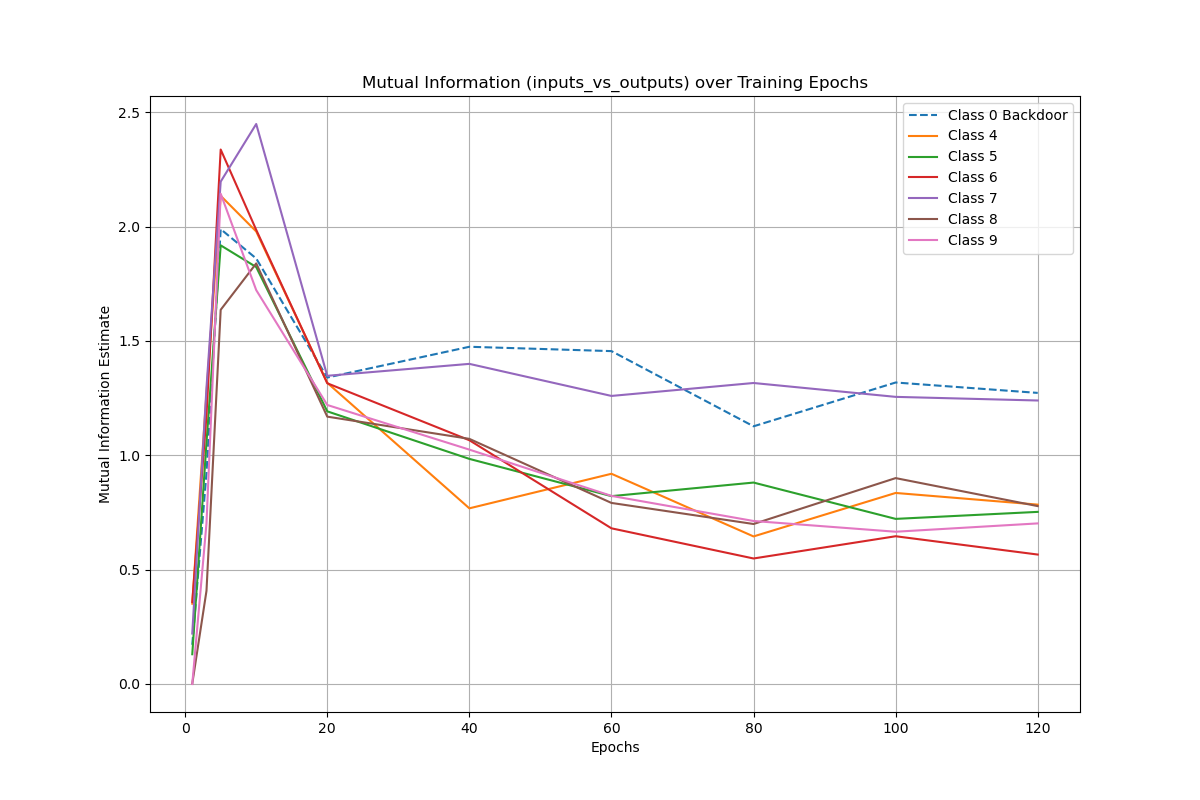 Mutual Information (inputs_vs_outputs) over Training Epochs
Class 0 Backdoor
Class 4
Class 5
Class 6
Class 7
Class 8
Class 9
Mutual Information Estimate
2.5
2.0
1.5
1.0
0.5
0.0
0 20 40 60 80 100 120
Epochs